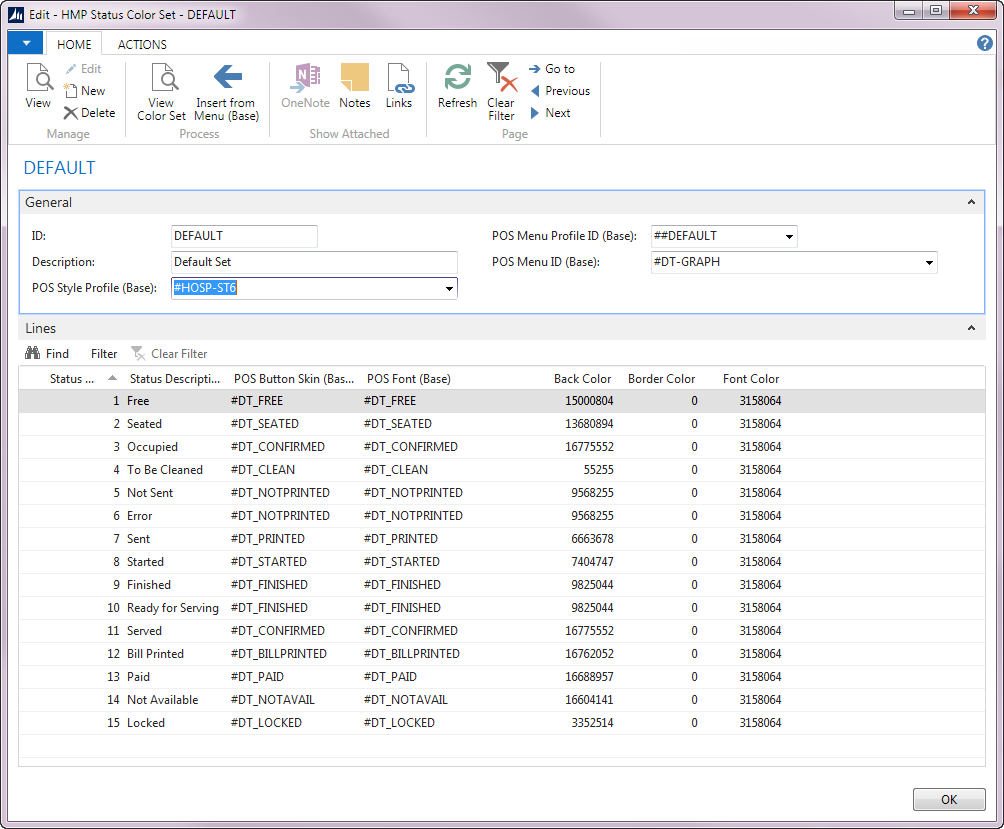 Edit - HMP Status Color Set - DEFAULT
HOME ACTIONS
View Edit New Delete
Manage
View Color Set Insert from Menu (Base)
Process
OneNote Notes Links
Show Attached
Refresh Clear Filter Go to Previous Next
Page
DEFAULT
General
ID: DEFAULT POS Menu Profile ID (Base): ##DEFAULT
Description: Default Set POS Menu ID (Base): #DT-GRAPH
POS Style Profile (Base): #HOSP-ST6
Lines
Find Filter Clear Filter
Status ... Status Descripti... POS Button Skin (Bas... POS Font (Base) Back Color Border Color Font Color
1 Free #DT_FREE #DT_FREE 15000804 0 3158064
2 Seated #DT_SEATED #DT_SEATED 13680894 0 3158064
3 Occupied #DT_CONFIRMED #DT_CONFIRMED 16775552 0 3158064
4 To Be Cleaned #DT_CLEAN #DT_CLEAN 55255 0 3158064
5 Not Sent #DT_NOTPRINTED #DT_NOTPRINTED 9568255 0 3158064
6 Error #DT_NOTPRINTED #DT_NOTPRINTED 9568255 0 3158064
7 Sent #DT_PRINTED #DT_PRINTED 6663678 0 3158064
8 Started #DT_STARTED #DT_STARTED 7404747 0 3158064
9 Finished #DT_FINISHED #DT_FINISHED 9825044 0 3158064
10 Ready for Serving #DT_FINISHED #DT_FINISHED 9825044 0 3158064
11 Served #DT_CONFIRMED #DT_CONFIRMED 16775552 0 3158064
12 Bill Printed #DT_BILLPRINTED #DT_BILLPRINTED 16762052 0 3158064
13 Paid #DT_PAID #DT_PAID 16688957 0 3158064
14 Not Available #DT_NOTAVAIL #DT_NOTAVAIL 16604141 0 3158064
15 Locked #DT_LOCKED #DT_LOCKED 3352514 0 3158064
OK